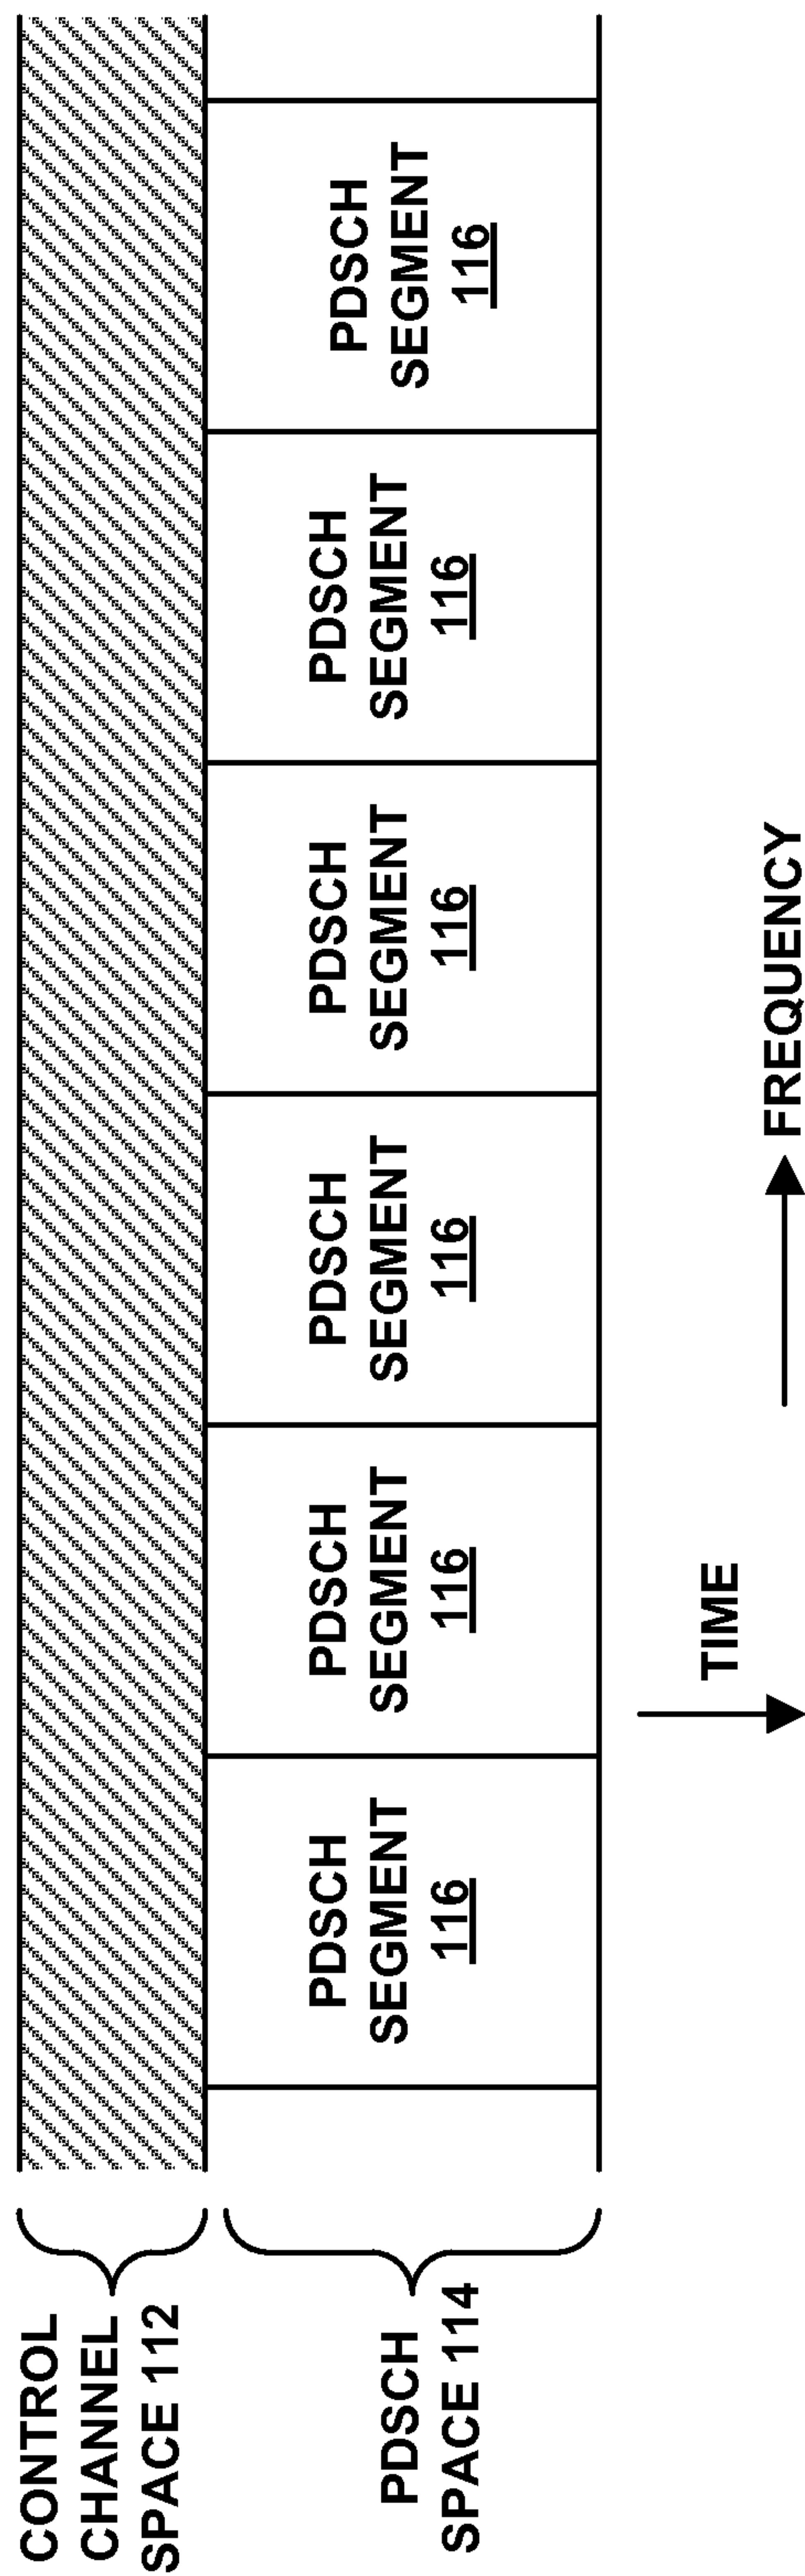 CONTROL
CHANNEL
SPACE 112
PDSCH
SPACE 114
PDSCH
SEGMENT
116
PDSCH
SEGMENT
116
PDSCH
SEGMENT
116
PDSCH
SEGMENT
116
PDSCH
SEGMENT
116
PDSCH
SEGMENT
116
TIME
FREQUENCY